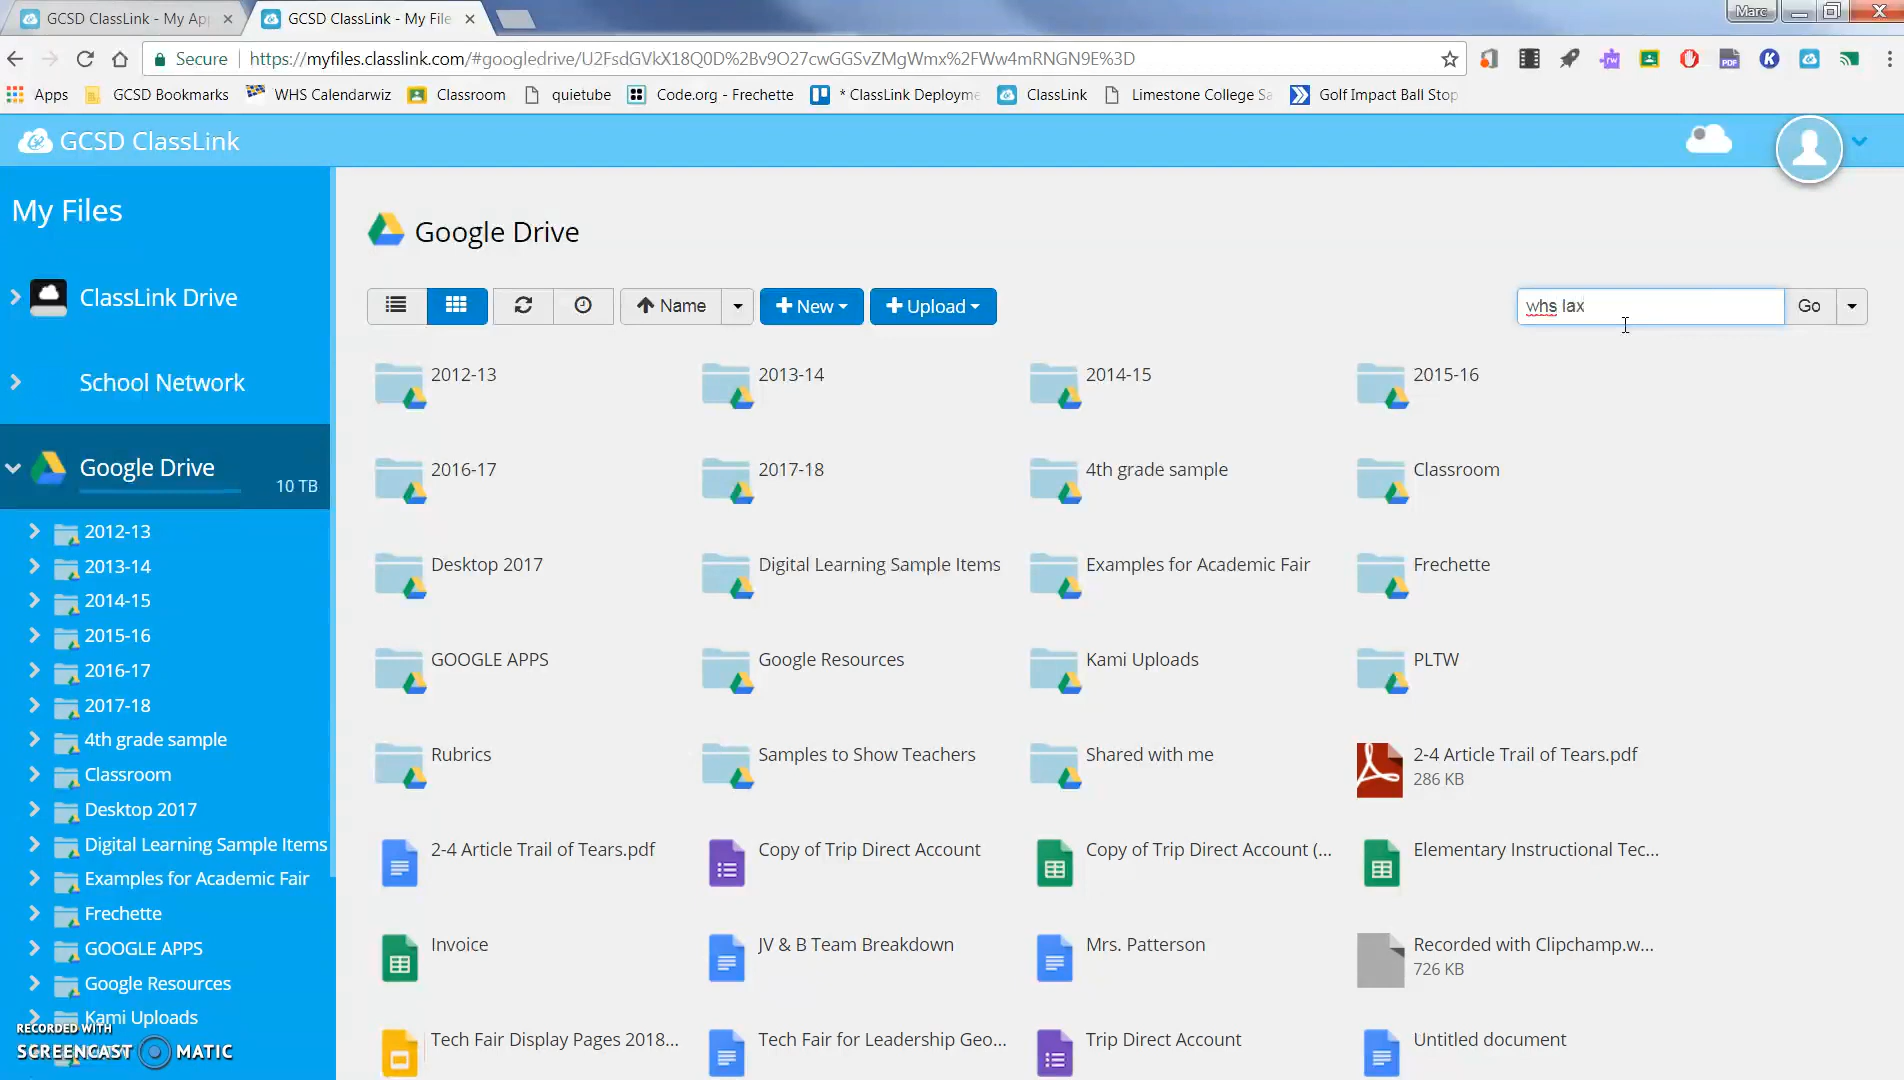 GCSD ClassLink - My Ap
GCSD ClassLink - My File
Marc
Secure
https://myfiles.classlink.com/#googledrive/U2FsdGVkX18Q0D%2Bv9O27cwGGSvZMgWmx%2FWw4mRNGN9E%3D
Apps
GCSD Bookmarks
WHS Calendarwiz
Classroom
quietube
Code.org - Frechette
* ClassLink Deployme
ClassLink
Limestone College Sa
Golf Impact Ball Stop
GCSD ClassLink
My Files
ClassLink Drive
School Network
Google Drive
10 TB
2012-13
2013-14
2014-15
2015-16
2016-17
2017-18
4th grade sample
Classroom
Desktop 2017
Digital Learning Sample Items
Examples for Academic Fair
Frechette
GOOGLE APPS
Google Resources
Kami Uploads
RECORDED WITH
SCREENCAST MATIC
Google Drive
Name
New
Upload
whs lax
Go
2012-13
2013-14
2014-15
2015-16
2016-17
2017-18
4th grade sample
Classroom
Desktop 2017
Digital Learning Sample Items
Examples for Academic Fair
Frechette
GOOGLE APPS
Google Resources
Kami Uploads
PLTW
Rubrics
Samples to Show Teachers
Shared with me
2-4 Article Trail of Tears.pdf
286 KB
2-4 Article Trail of Tears.pdf
Copy of Trip Direct Account
Copy of Trip Direct Account (...
Elementary Instructional Tec...
Invoice
JV & B Team Breakdown
Mrs. Patterson
Recorded with Clipchamp.w...
726 KB
Tech Fair Display Pages 2018...
Tech Fair for Leadership Geo...
Trip Direct Account
Untitled document